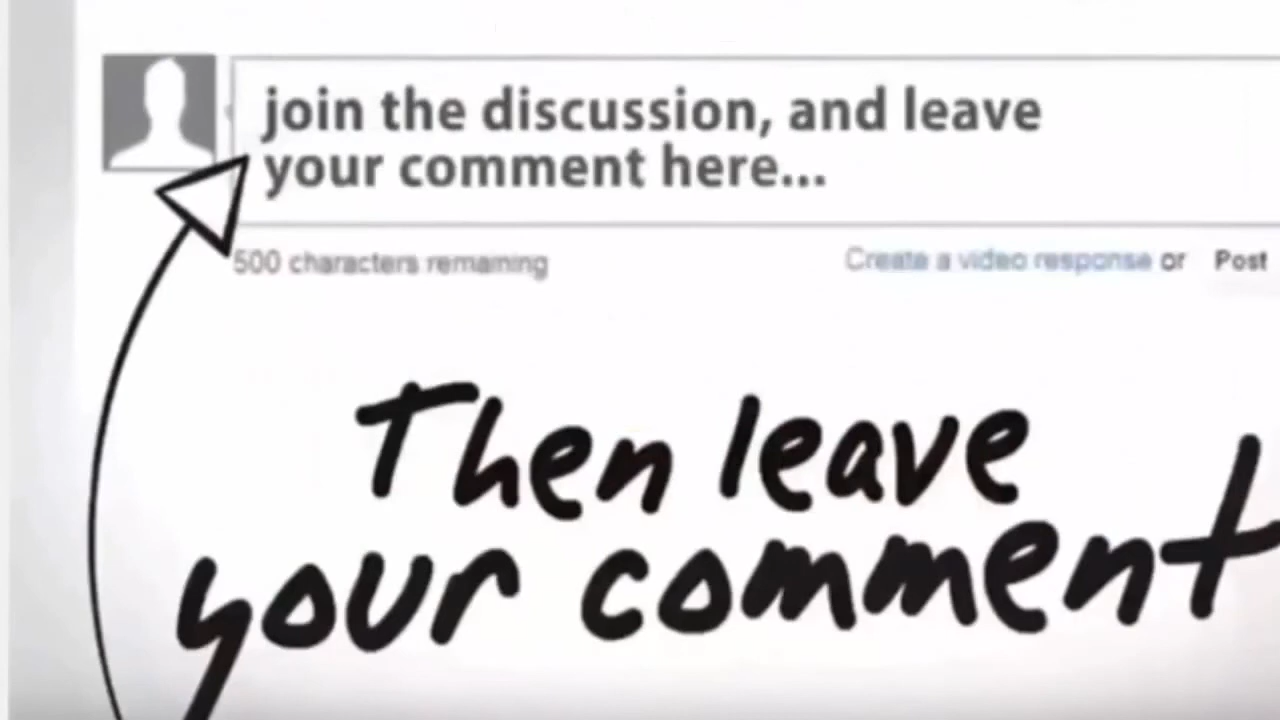 join the discussion, and leave
your comment here...
500 characters remaining
Create a video response or Post
Then leave
your comment